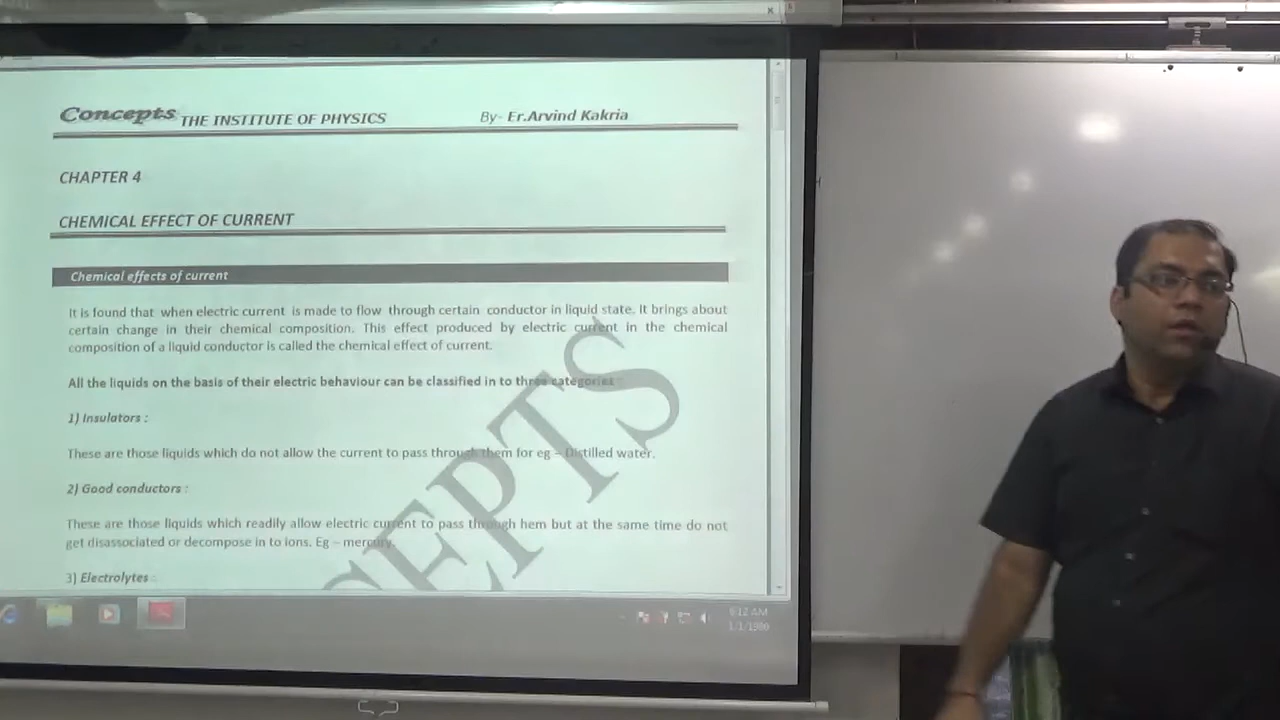 Concepts THE INSTITUTE OF PHYSICS By- Er.Arvind Kakria
CHAPTER 4
CHEMICAL EFFECT OF CURRENT
Chemical effects of current
It is found that when electric current is made to flow through certain conductor in liquid state. It brings about
certain change in their chemical composition. This effect produced by electric current in the chemical
composition of a liquid conductor is called the chemical effect of current.
All the liquids on the basis of their electric behaviour can be classified in to three categories :
1) Insulators :
These are those liquids which do not allow the current to pass through them for eg – Distilled water.
2) Good conductors :
These are those liquids which readily allow electric current to pass through hem but at the same time do not
get disassociated or decompose in to ions. Eg – mercury.
3) Electrolytes :
CEPTS
9:12 AM
1/1/1980